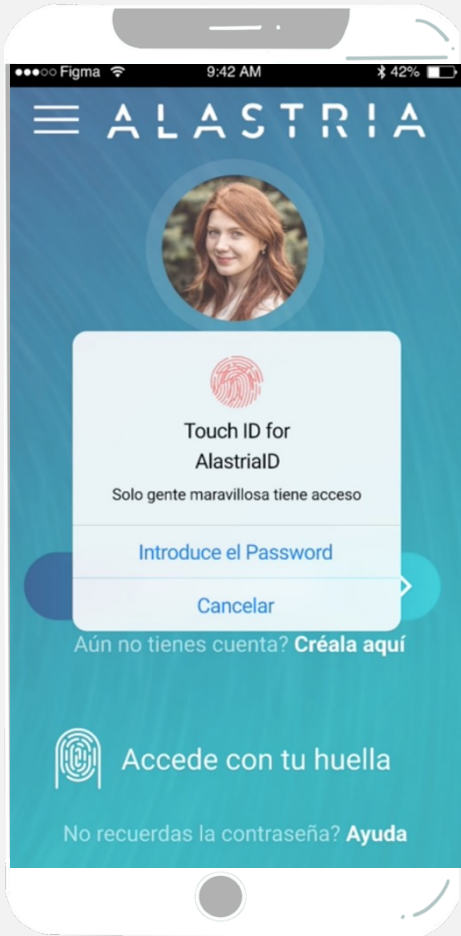 Figma 9:42 AM 42%
ALASTRIA
Touch ID for
AlastriaID
Solo gente maravillosa tiene acceso
Introduce el Password
Cancelar
Aún no tienes cuenta? Créala aquí
Accede con tu huella
No recuerdas la contraseña? Ayuda